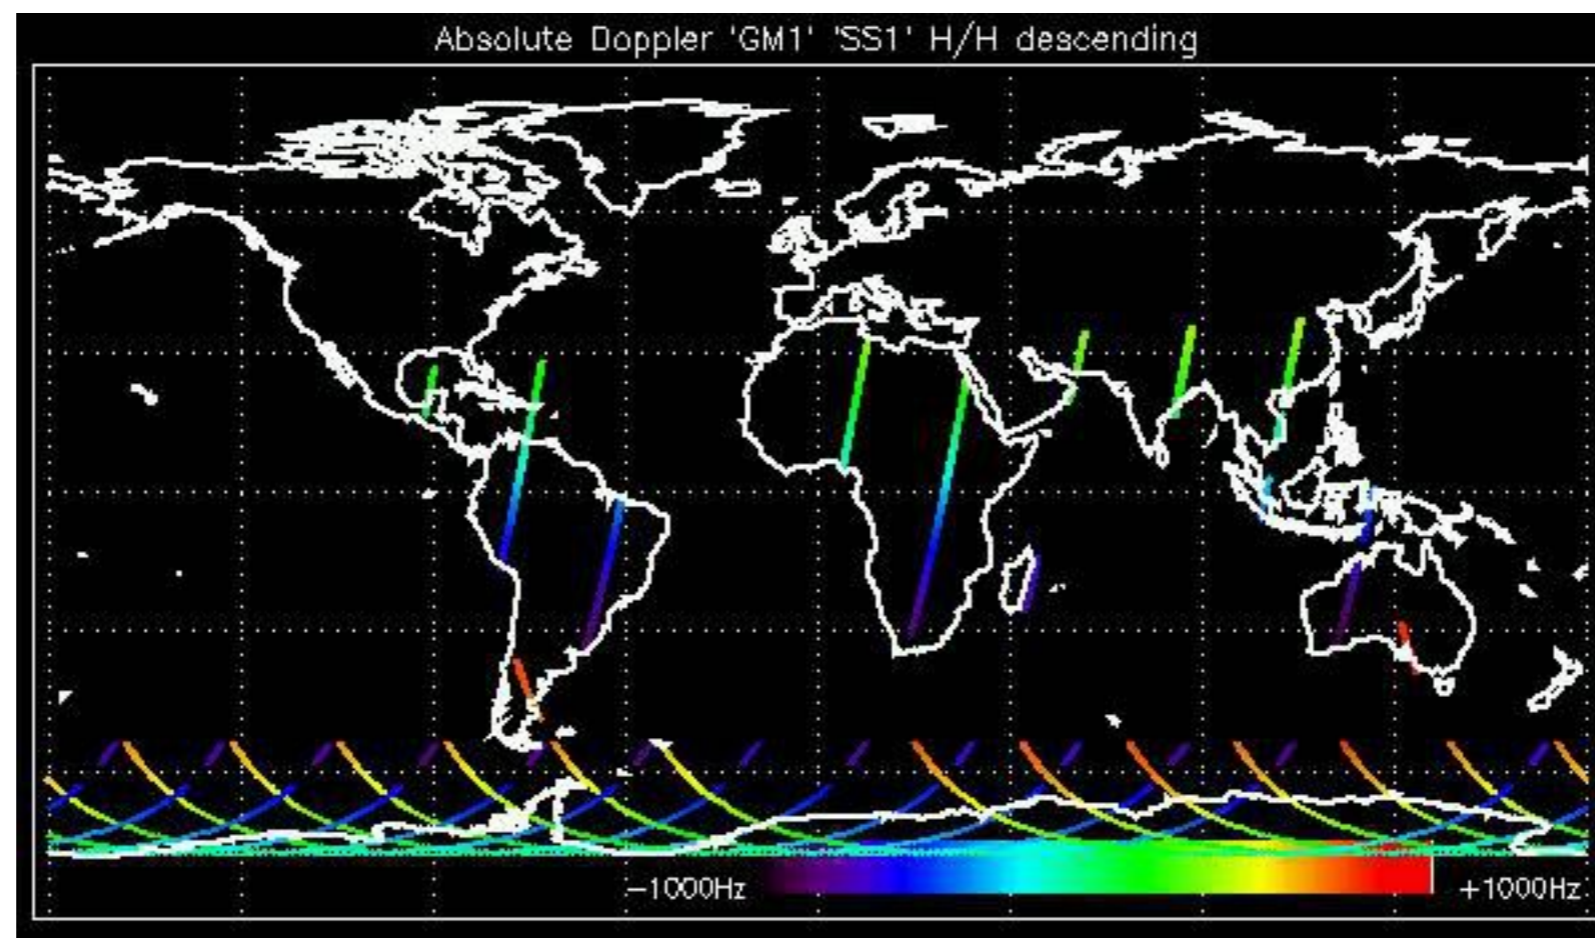 Absolute Doppler 'GM1' 'SS1' H/H descending
-1000Hz +1000Hz